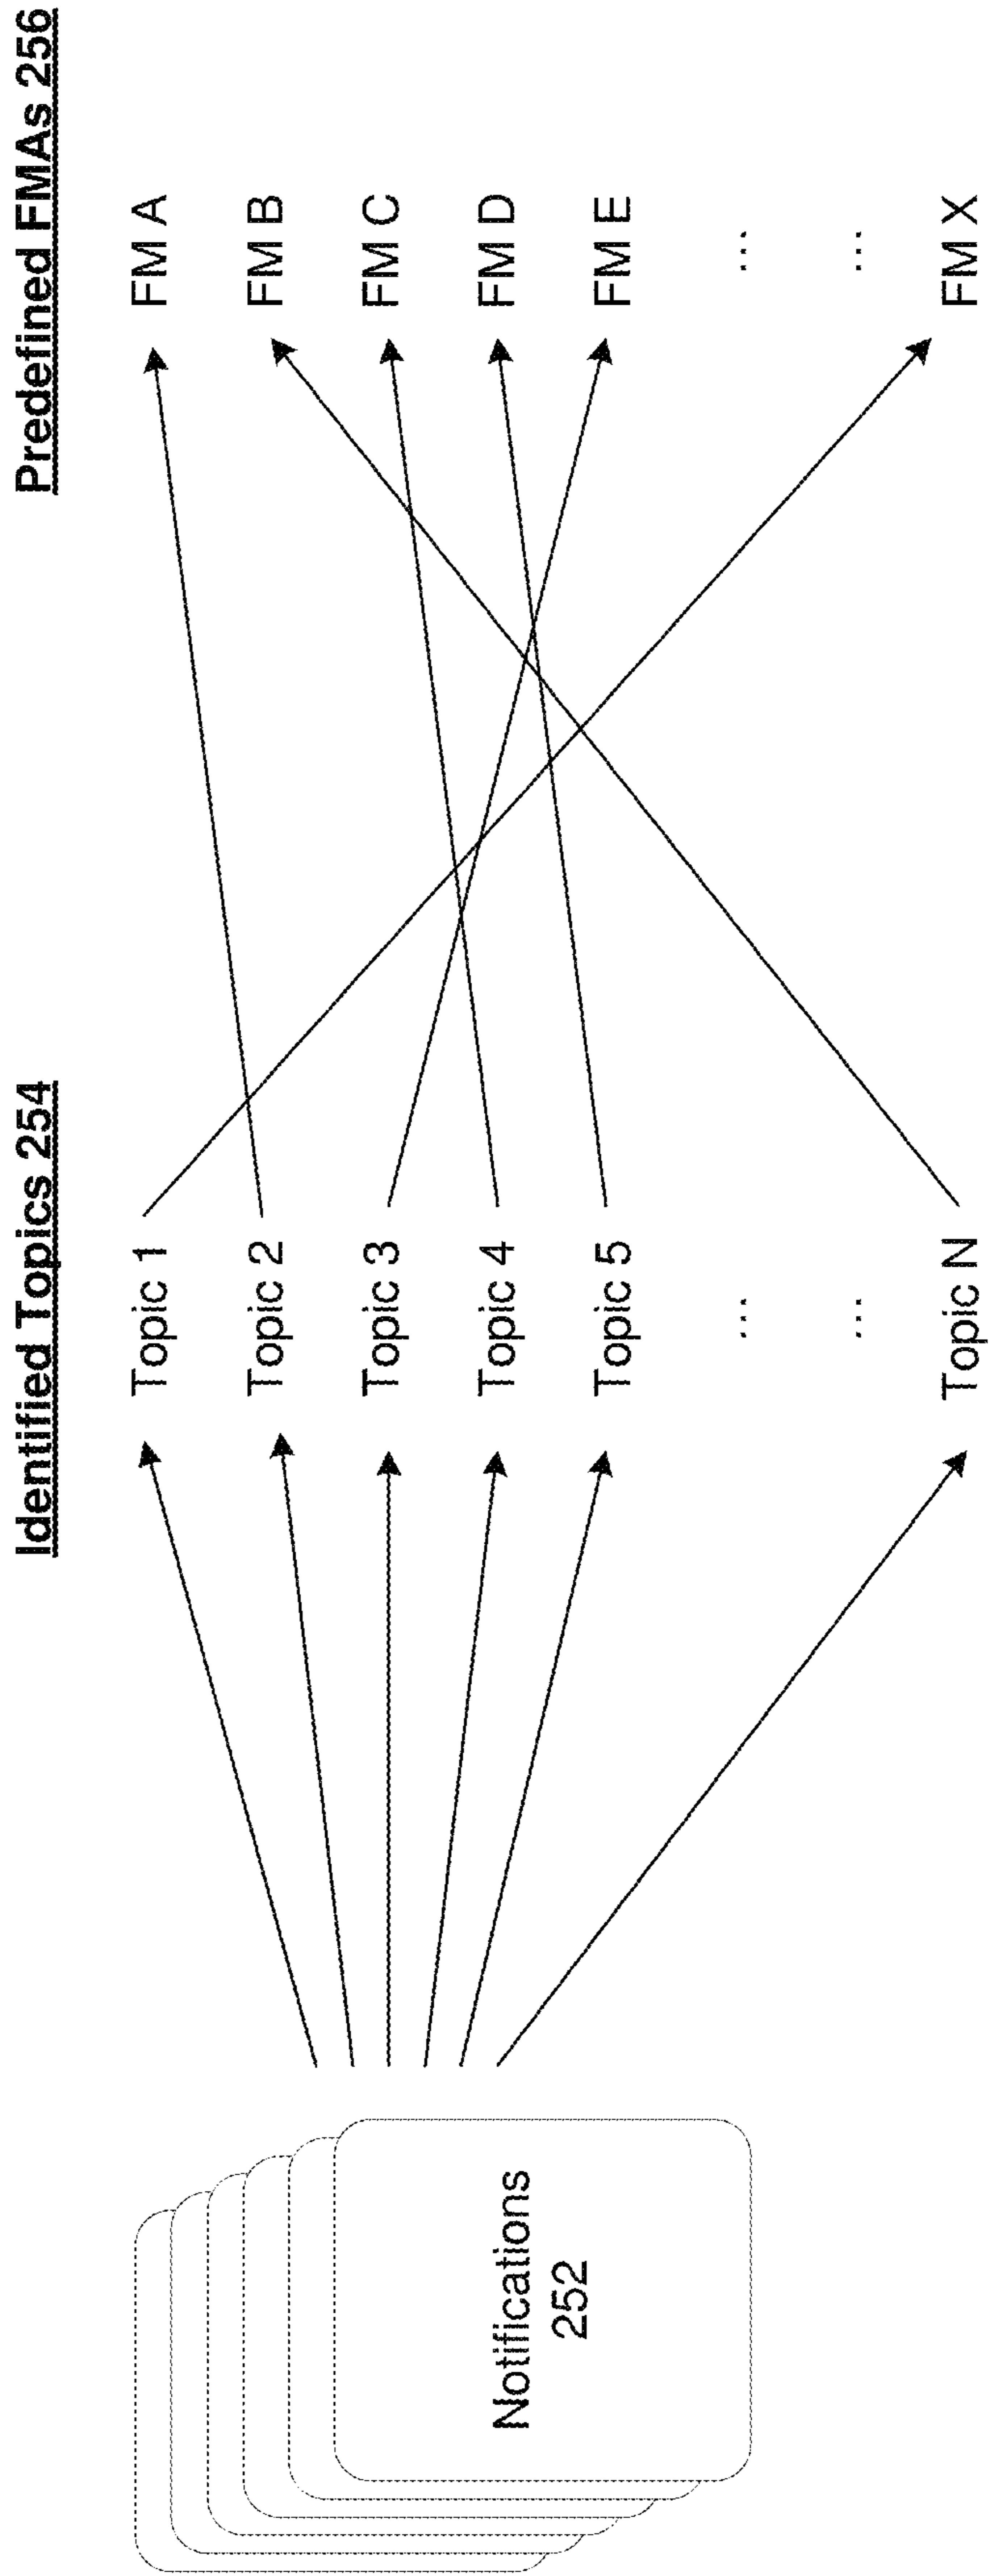 Notifications
252
Identified Topics 254
Topic 1
Topic 2
Topic 3
Topic 4
Topic 5
...
...
Topic N
Predefined FMAs 256
FM A
FM B
FM C
FM D
FM E
...
...
FM X